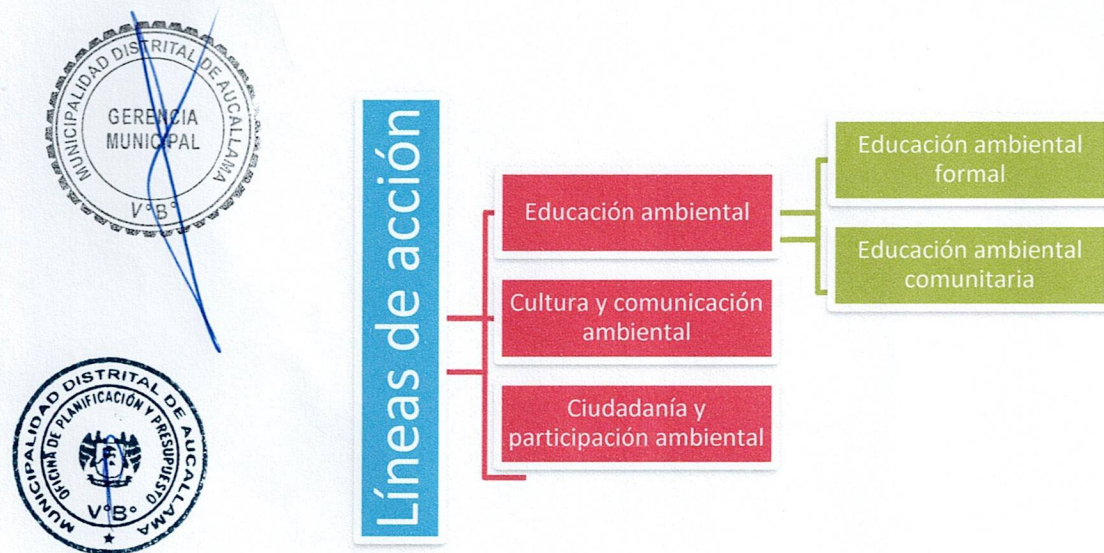 MUNICIPALIDAD DISTRITAL DE AUCALLAMA
GERENCIA
MUNICIPAL
V°B°
MUNICIPALIDAD DISTRITAL DE AUCALLAMA
OFICINA DE PLANIFICACIÓN Y PRESUPUESTO
V°B°
Líneas de acción
Educación ambiental
Cultura y comunicación
ambiental
Ciudadanía y
participación ambiental
Educación ambiental
formal
Educación ambiental
comunitaria